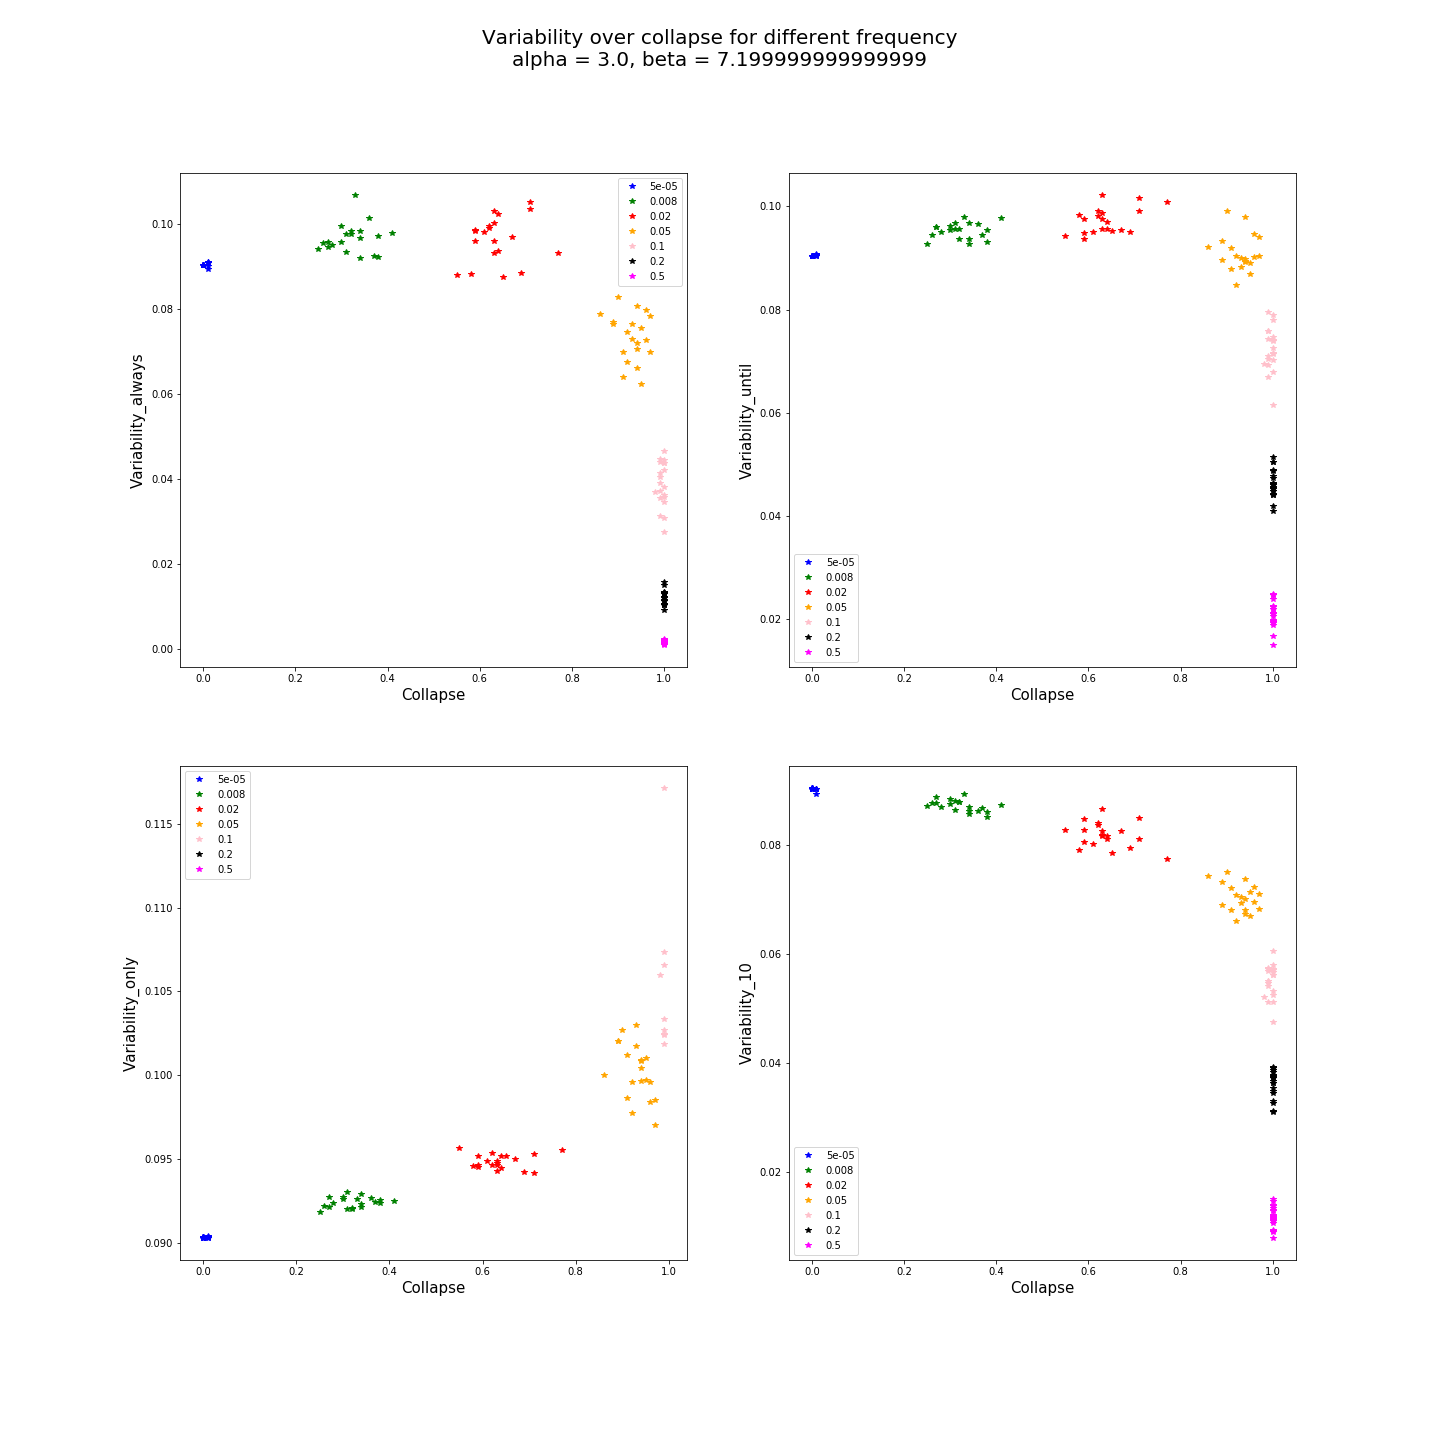 Variability over collapse for different frequency
alpha = 3.0, beta = 7.199999999999999
5e-05
0.008
0.02
0.05
0.1
0.2
0.5
0.10
0.08
0.06
0.04
0.02
0.00
Variability_always
0.0 0.2 0.4 0.6 0.8 1.0
Collapse
0.10
0.08
0.06
0.04
0.02
Variability_until
5e-05
0.008
0.02
0.05
0.1
0.2
0.5
0.0 0.2 0.4 0.6 0.8 1.0
Collapse
5e-05
0.008
0.02
0.05
0.1
0.2
0.5
0.115
0.110
0.105
0.100
0.095
0.090
Variability_only
0.0 0.2 0.4 0.6 0.8 1.0
Collapse
0.08
0.06
0.04
0.02
Variability_10
5e-05
0.008
0.02
0.05
0.1
0.2
0.5
0.0 0.2 0.4 0.6 0.8 1.0
Collapse